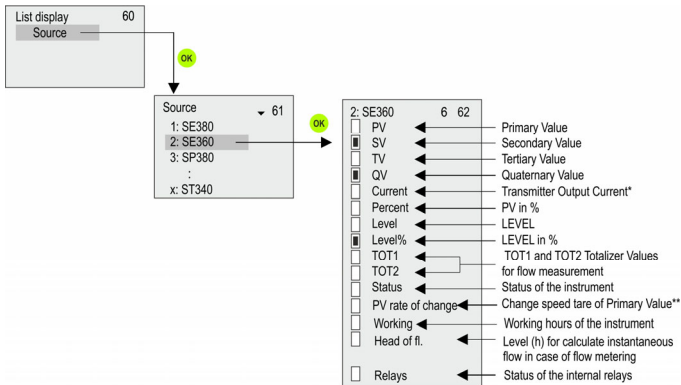 List display 60
Source
OK
Source 61
1: SE380
2: SE360
3: SP380
:
x: ST340
OK
2: SE360 6 62
PV Primary Value
SV Secondary Value
TV Tertiary Value
QV Quaternary Value
Current Transmitter Output Current*
Percent PV in %
Level LEVEL
Level% LEVEL in %
TOT1 TOT1 and TOT2 Totalizer Values
TOT2 for flow measurement
Status Status of the instrument
PV rate of change Change speed tare of Primary Value**
Working Working hours of the instrument
Head of fl. Level (h) for calculate instantaneous
flow in case of flow metering
Relays Status of the internal relays